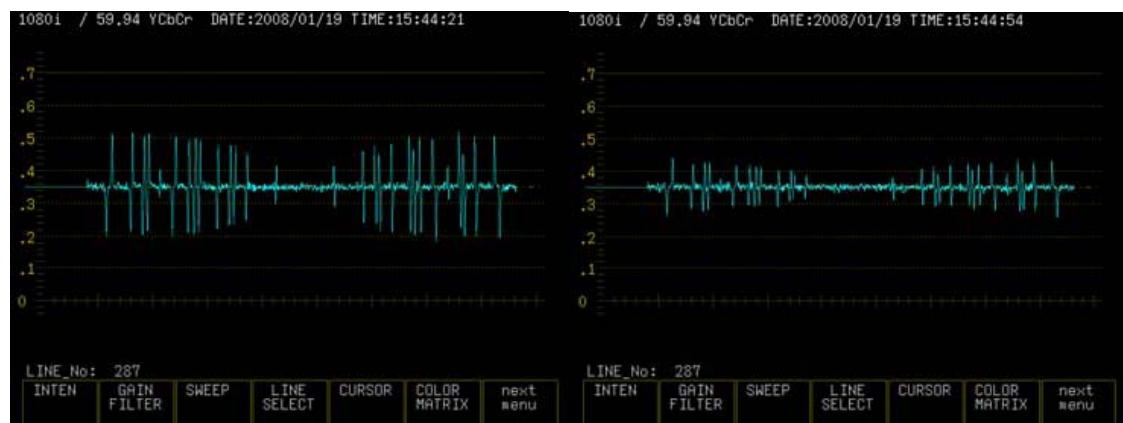 1080i / 59.94 YCbCr DATE:2008/01/19 TIME:15:44:21
.7
.6
.5
.4
.3
.2
.1
0
LINE_No: 287
INTEN
GAIN FILTER
SWEEP
LINE SELECT
CURSOR
COLOR MATRIX
next menu
1080i / 59.94 YCbCr DATE:2008/01/19 TIME:15:44:54
.7
.6
.5
.4
.3
.2
.1
0
LINE_No: 287
INTEN
GAIN FILTER
SWEEP
LINE SELECT
CURSOR
COLOR MATRIX
next menu